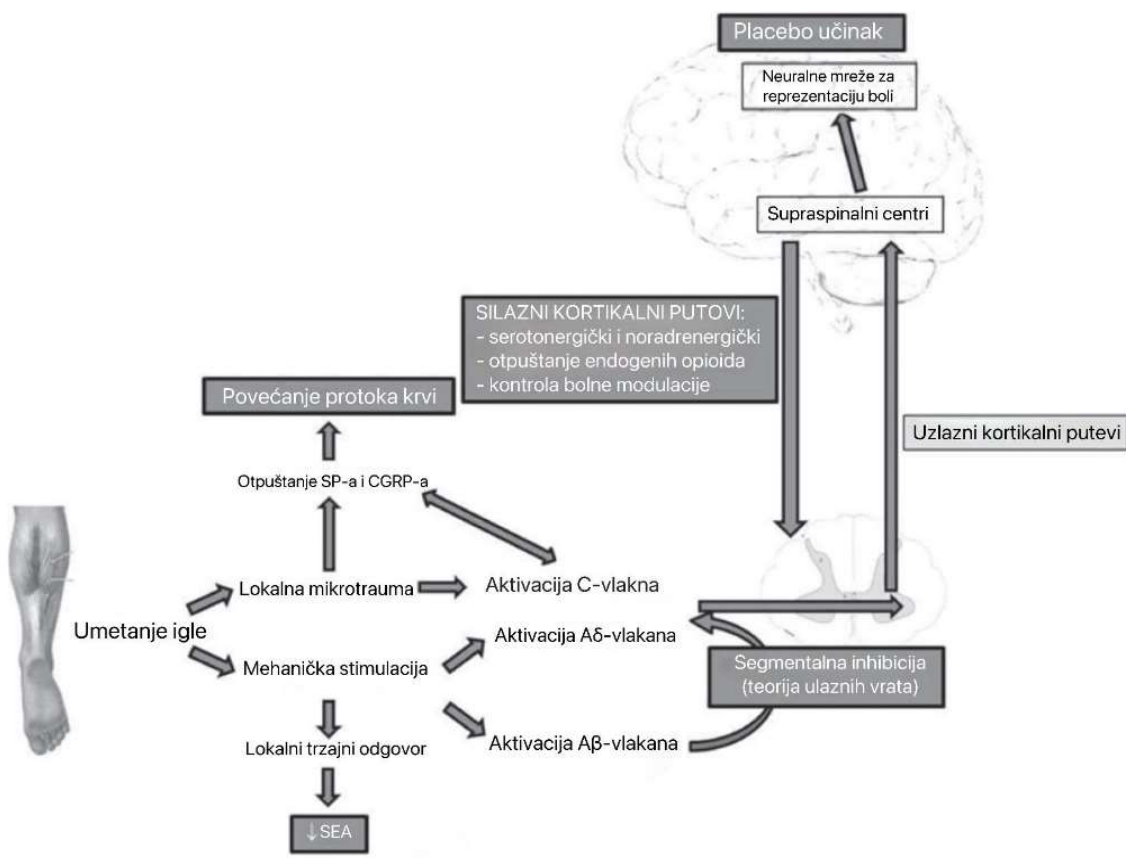 Placebo učinak
Neuralne mreže za
reprezentaciju boli
Supraspinalni centri
SILAZNI KORTIKALNI PUTOVI:
- serotonergički i noradrenergički
- otpuštanje endogenih opioida
- kontrola bolne modulacije
Povećanje protoka krvi
Uzlazni kortikalni putevi
Otpuštanje SP-a i CGRP-a
Lokalna mikrotrauma
Aktivacija C-vlakna
Umetanje igle
Aktivacija Aδ-vlakana
Mehanička stimulacija
Segmentalna inhibicija
(teorija ulaznih vrata)
Lokalni trzajni odgovor
Aktivacija Aβ-vlakana
↓SEA